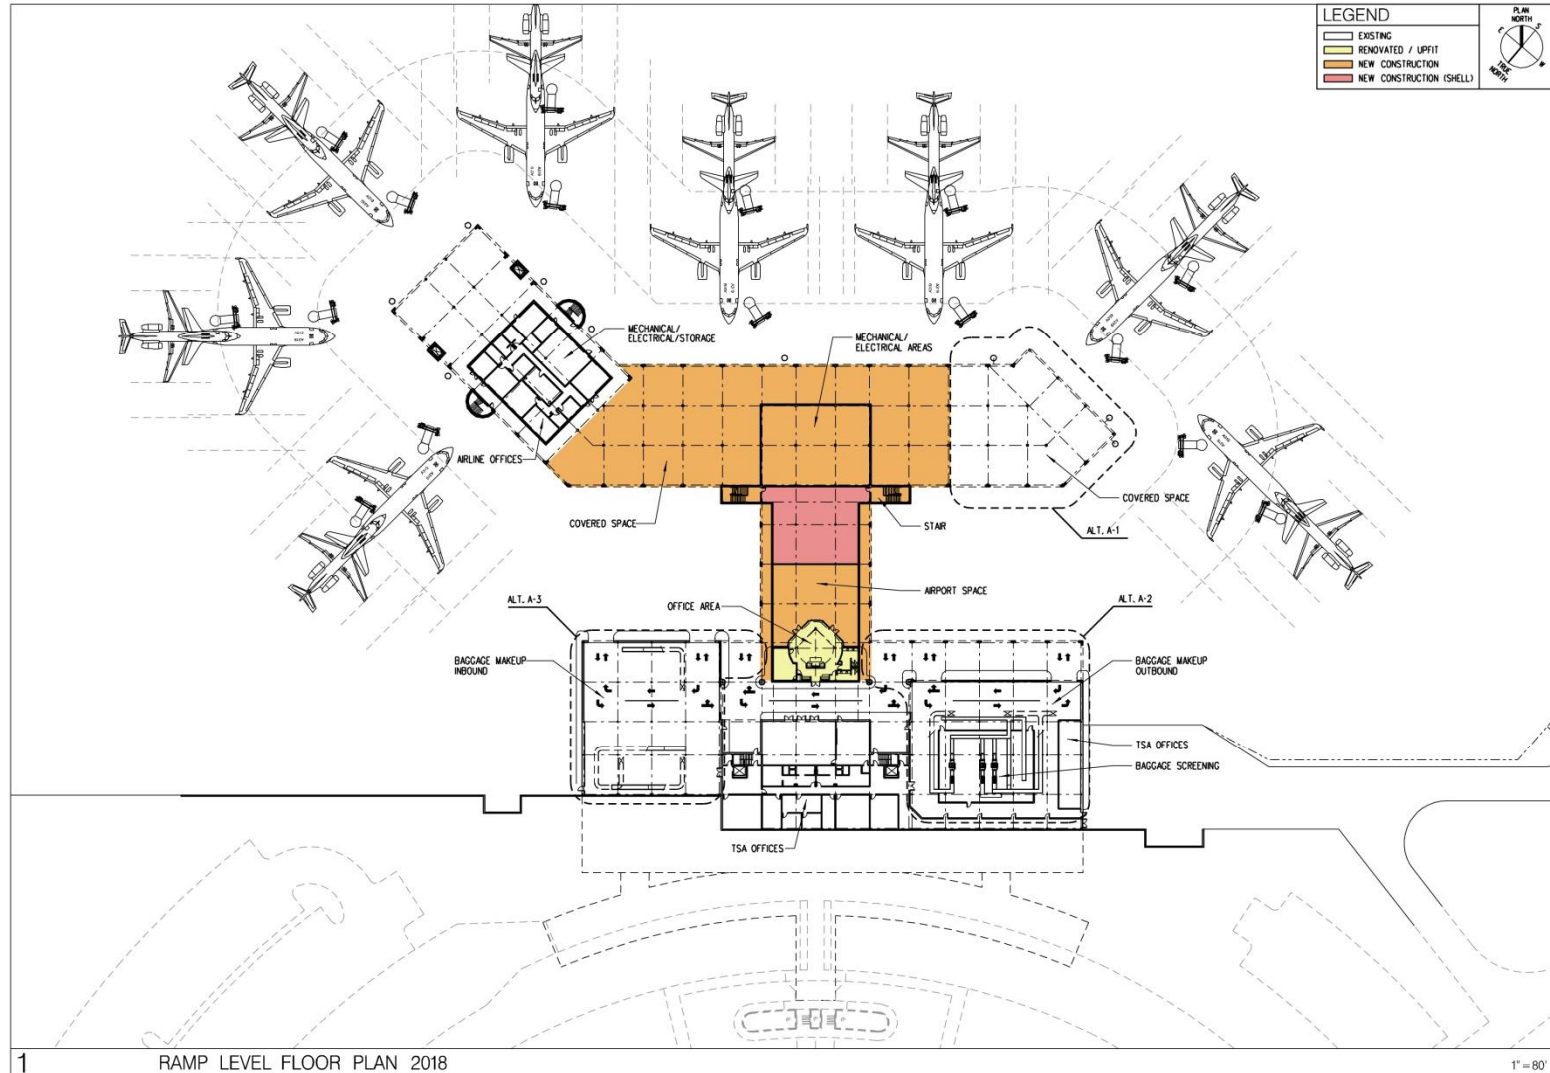 LEGEND
EXISTING
RENOVATED / UPFIT
NEW CONSTRUCTION
NEW CONSTRUCTION (SHELL)
PLAN
NORTH
TRUE
NORTH
S
E
W
MECHANICAL/
ELECTRICAL/STORAGE
MECHANICAL/
ELECTRICAL AREAS
AIRLINE OFFICES
COVERED SPACE
COVERED SPACE
STAIR
ALT. A-1
AIRPORT SPACE
OFFICE AREA
ALT. A-3
ALT. A-2
BAGGAGE MAKEUP
INBOUND
BAGGAGE MAKEUP
OUTBOUND
TSA OFFICES
BAGGAGE SCREENING
TSA OFFICES
1
RAMP LEVEL FLOOR PLAN 2018
1"=80'